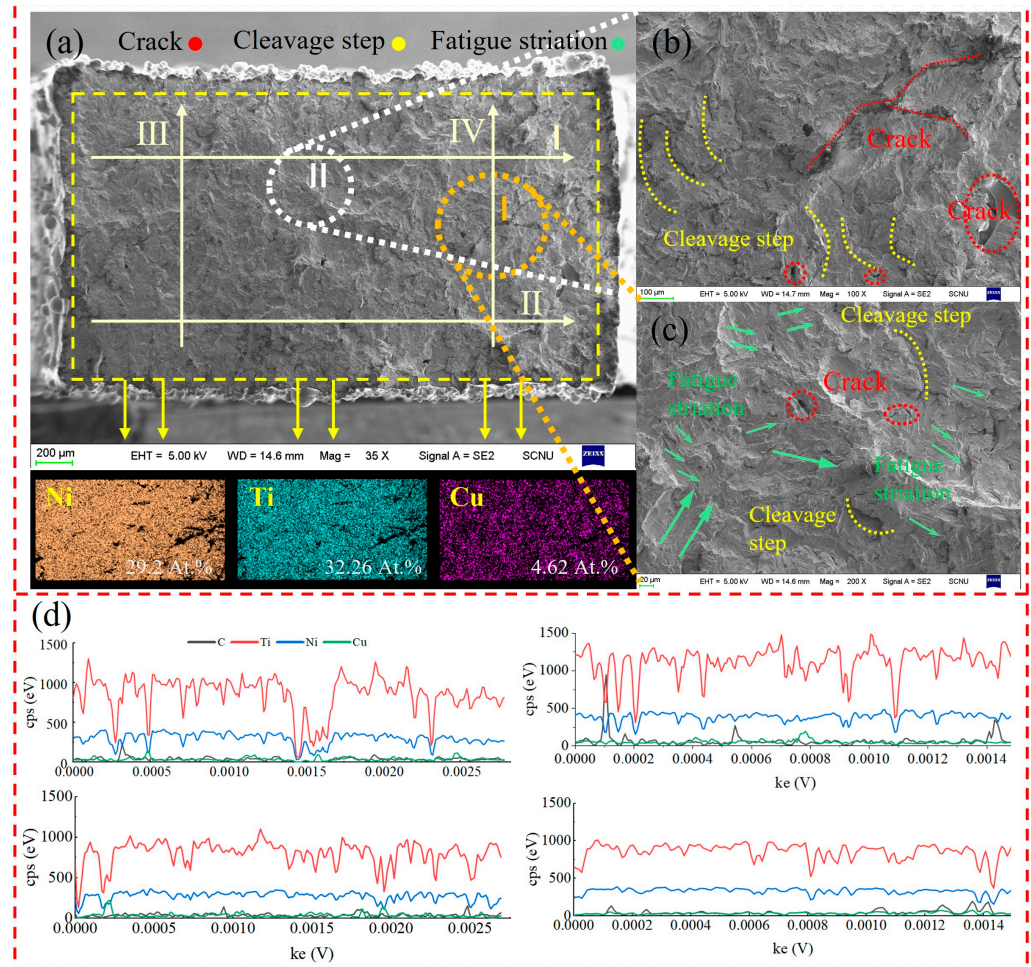 (a)
Crack
Cleavage step
Fatigue striation
III
IV
I
II
I
II
200 µm
EHT = 5.00 kV
WD = 14.6 mm
Mag = 35 X
Signal A = SE2
SCNU
ZEISS
Ni
29.2 At.%
Ti
32.26 At.%
Cu
4.62 At.%
(b)
Crack
Crack
Cleavage step
100 µm
EHT = 5.00 kV
WD = 14.7 mm
Mag = 100 X
Signal A = SE2
SCNU
ZEISS
(c)
Cleavage step
Fatigue
striation
Crack
Fatigue
striation
Cleavage
step
20 µm
EHT = 5.00 kV
WD = 14.6 mm
Mag = 200 X
Signal A = SE2
SCNU
ZEISS
(d)
C
Ti
Ni
Cu
1500
1000
500
0
cps (eV)
0.0000
0.0005
0.0010
0.0015
0.0020
0.0025
ke (V)
1500
1000
500
0
cps (eV)
0.0000
0.0002
0.0004
0.0006
0.0008
0.0010
0.0012
0.0014
ke (V)
1500
1000
500
0
cps (eV)
0.0000
0.0005
0.0010
0.0015
0.0020
0.0025
ke (V)
1500
1000
500
0
cps (eV)
0.0000
0.0002
0.0004
0.0006
0.0008
0.0010
0.0012
0.0014
ke (V)